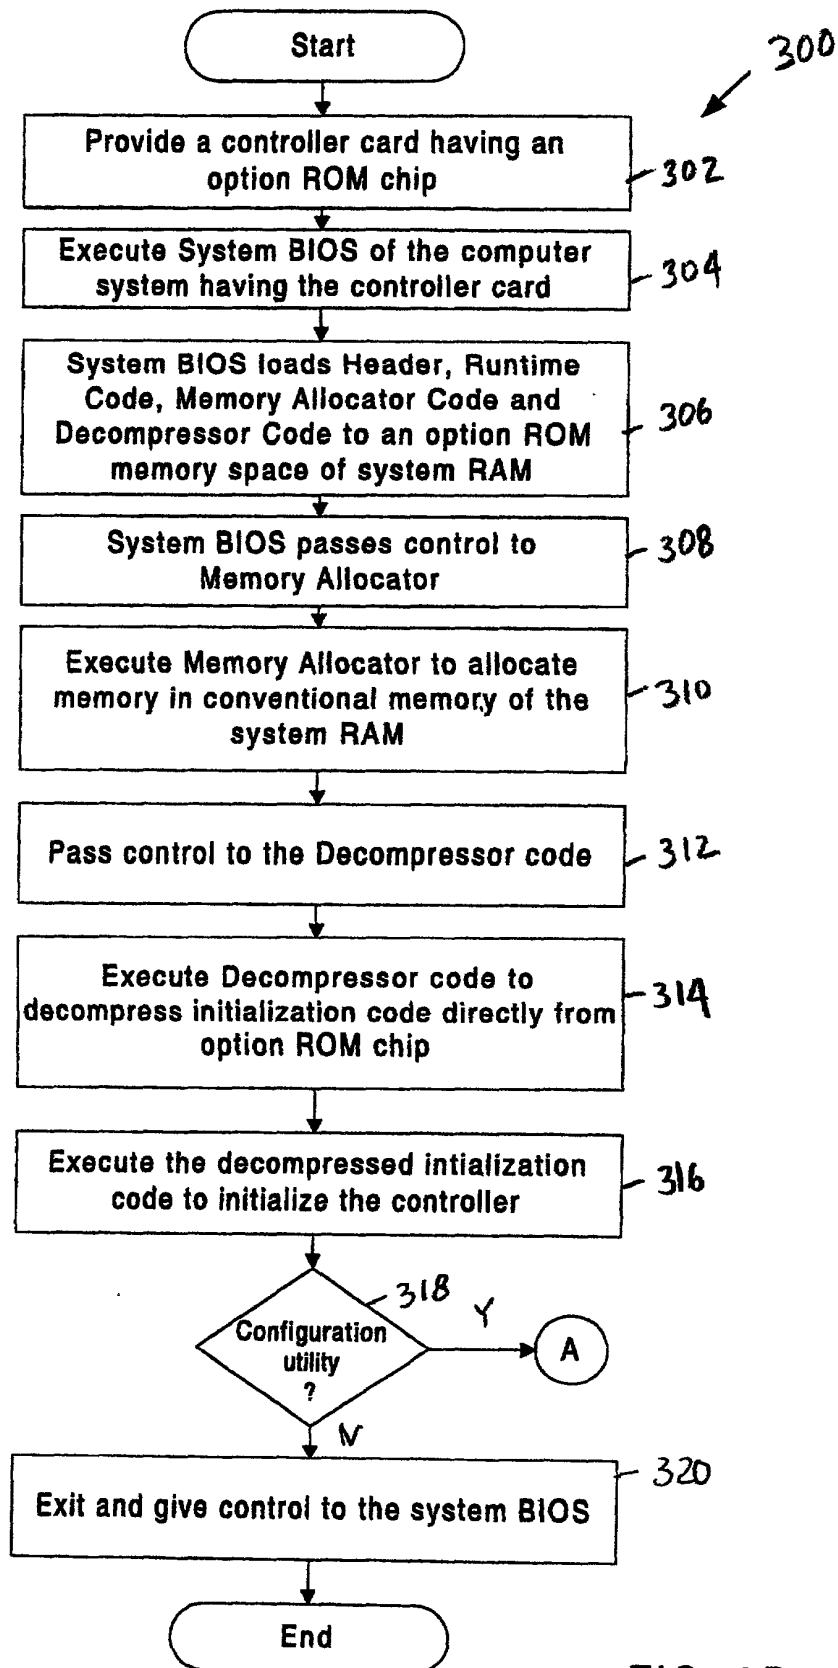 Start
300
Provide a controller card having an
option ROM chip
302
Execute System BIOS of the computer
system having the controller card
304
System BIOS loads Header, Runtime
Code, Memory Allocator Code and
Decompressor Code to an option ROM
memory space of system RAM
306
System BIOS passes control to
Memory Allocator
308
Execute Memory Allocator to allocate
memory in conventional memory of the
system RAM
310
Pass control to the Decompressor code
312
Execute Decompressor code to
decompress initialization code directly from
option ROM chip
314
Execute the decompressed intialization
code to initialize the controller
316
318
Configuration
utility
?
Y
A
N
Exit and give control to the system BIOS
320
End